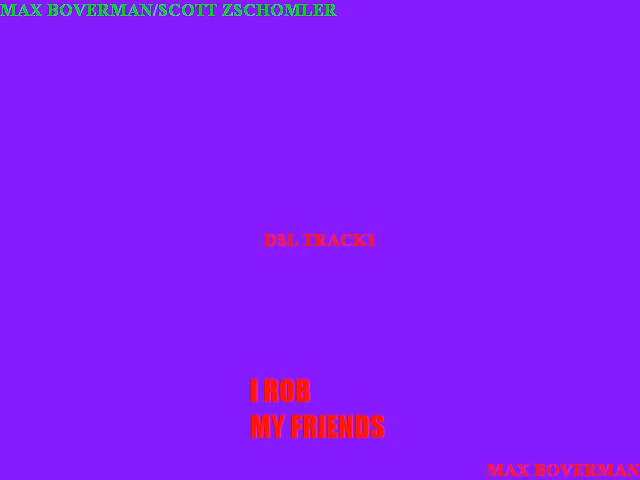 MAX BOVERMAN/SCOTT ZSCHOMLER
DSL TRACK1
I ROB
MY FRIENDS
MAX BOVERMAN